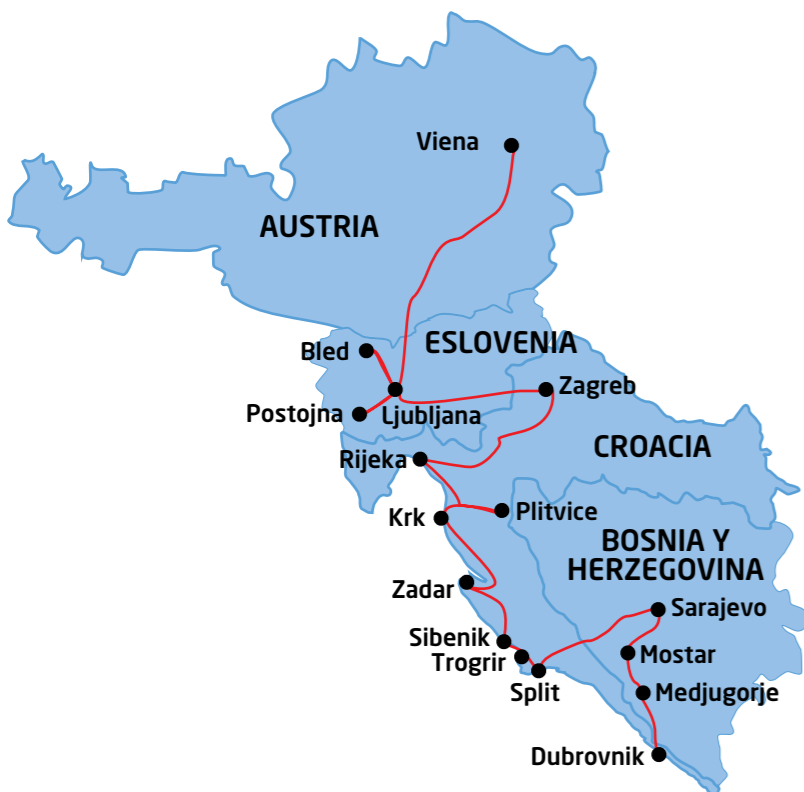 Viena
AUSTRIA
ESLOVENIA
Bled
Zagreb
Postojna
Ljubljana
CROACIA
Rijeka
Krk
Plitvice
BOSNIA Y
HERZEGOVINA
Zadar
Sarajevo
Sibenik
Trogrir
Mostar
Split
Medjugorje
Dubrovnik